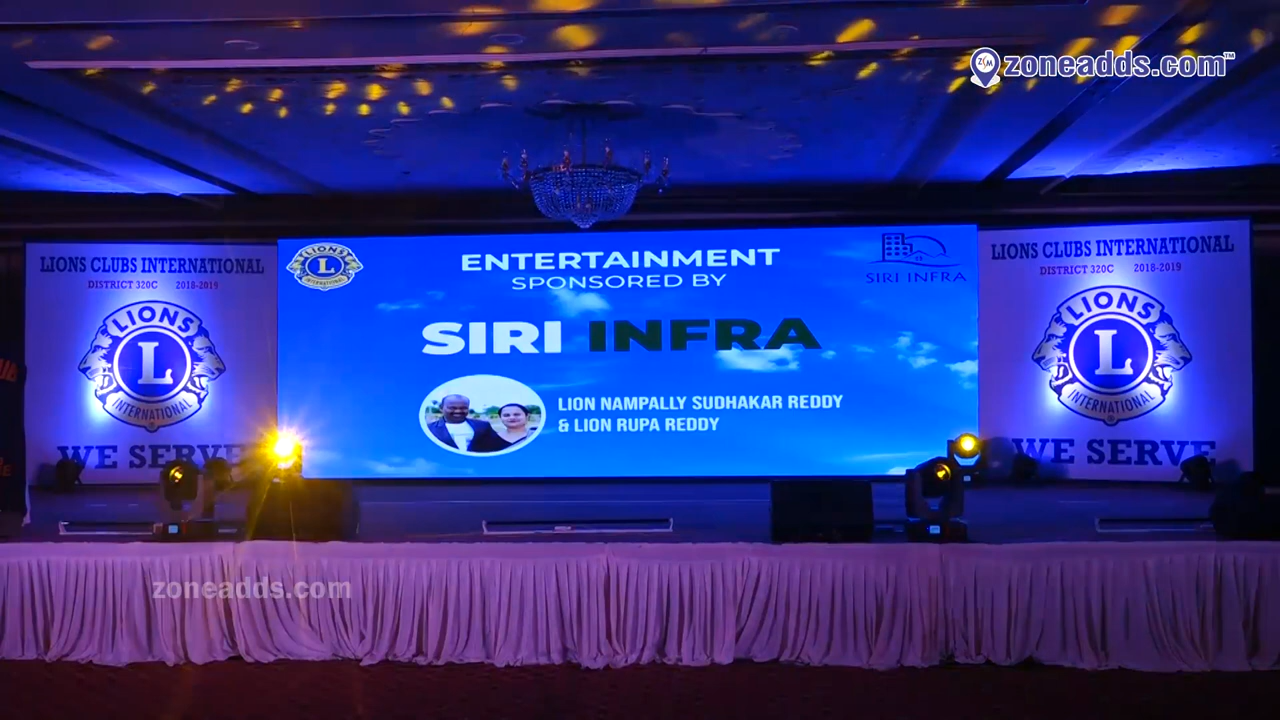 zoneadds.com™
ZSM
LIONS CLUBS INTERNATIONAL
DISTRICT 320C 2018-2019
LIONS
L
INTERNATIONAL
WE SERVE
LIONS
L
INTERNATIONAL
ENTERTAINMENT
SPONSORED BY
SIRI INFRA
SIRI INFRA
LION NAMPALLY SUDHAKAR REDDY
& LION RUPA REDDY
LIONS CLUBS INTERNATIONAL
DISTRICT 320C 2018-2019
LIONS
L
INTERNATIONAL
WE SERVE
zoneadds.com